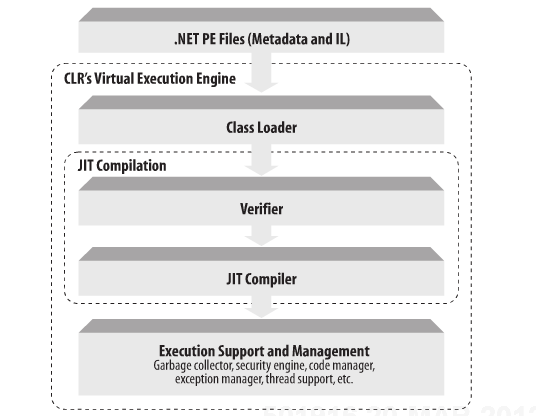 .NET PE Files (Metadata and IL)
CLR's Virtual Execution Engine
Class Loader
JIT Compilation
Verifier
JIT Compiler
Execution Support and Management
Garbage collector, security engine, code manager,
exception manager, thread support, etc.